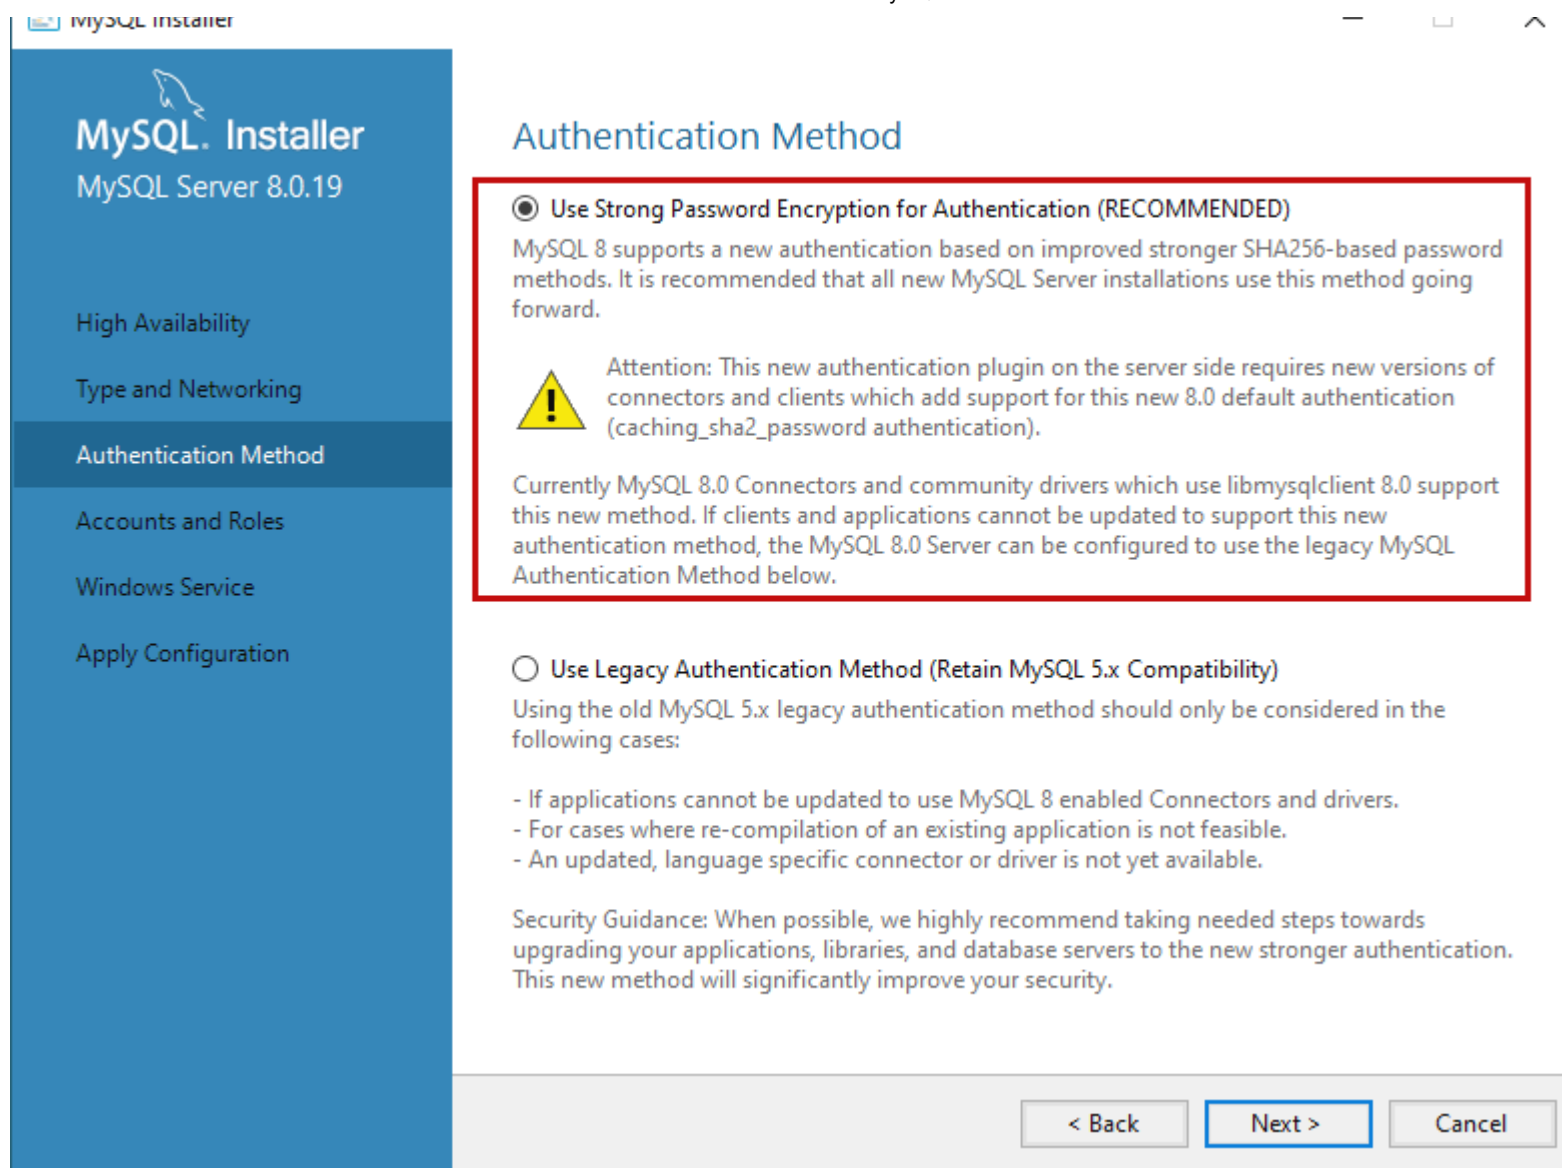 MySQL Installer
MySQL. Installer
MySQL Server 8.0.19
High Availability
Type and Networking
Authentication Method
Accounts and Roles
Windows Service
Apply Configuration
Authentication Method
Use Strong Password Encryption for Authentication (RECOMMENDED)
MySQL 8 supports a new authentication based on improved stronger SHA256-based password
methods. It is recommended that all new MySQL Server installations use this method going
forward.
Attention: This new authentication plugin on the server side requires new versions of
connectors and clients which add support for this new 8.0 default authentication
(caching_sha2_password authentication).
Currently MySQL 8.0 Connectors and community drivers which use libmysqlclient 8.0 support
this new method. If clients and applications cannot be updated to support this new
authentication method, the MySQL 8.0 Server can be configured to use the legacy MySQL
Authentication Method below.
Use Legacy Authentication Method (Retain MySQL 5.x Compatibility)
Using the old MySQL 5.x legacy authentication method should only be considered in the
following cases:
- If applications cannot be updated to use MySQL 8 enabled Connectors and drivers.
- For cases where re-compilation of an existing application is not feasible.
- An updated, language specific connector or driver is not yet available.
Security Guidance: When possible, we highly recommend taking needed steps towards
upgrading your applications, libraries, and database servers to the new stronger authentication.
This new method will significantly improve your security.
< Back
Next >
Cancel